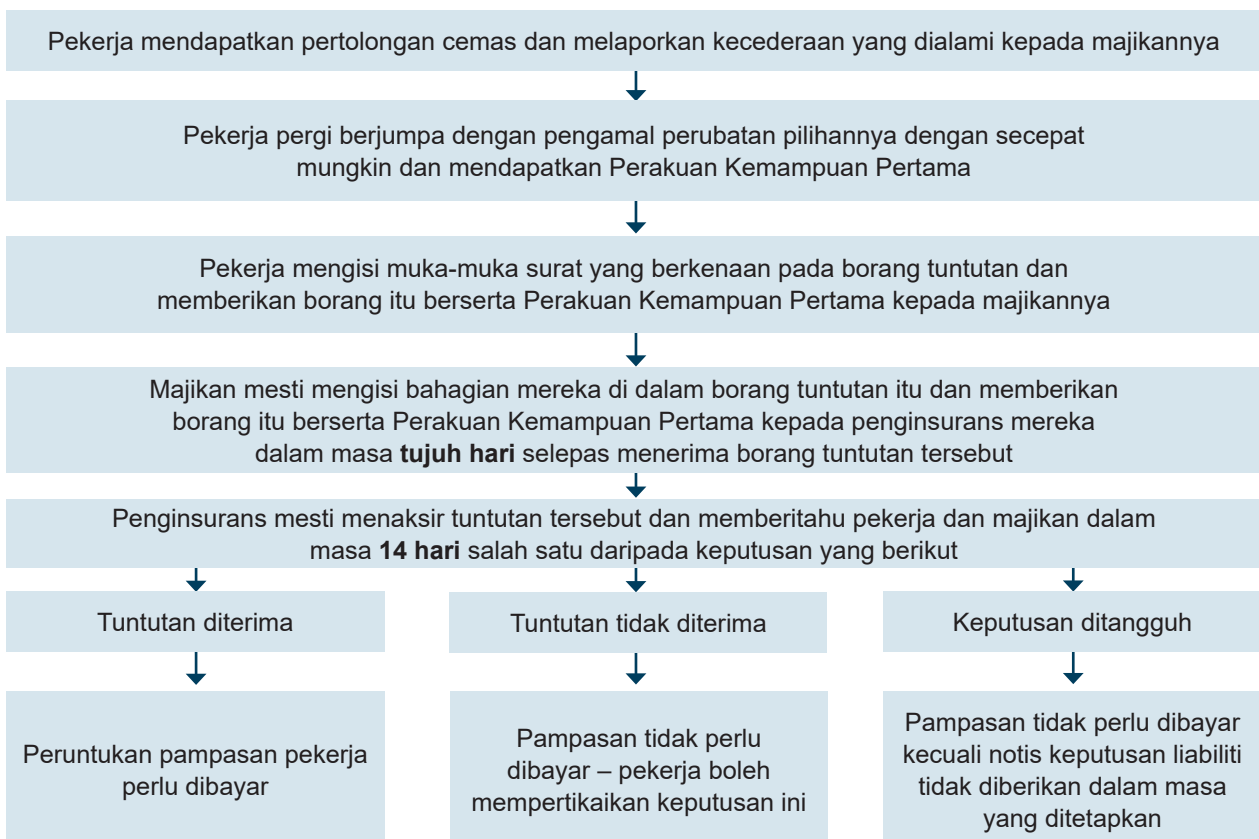 Pekerja mendapatkan pertolongan cemas dan melaporkan kecederaan yang dialami kepada majikannya
Pekerja pergi berjumpa dengan pengamal perubatan pilihannya dengan secepat
mungkin dan mendapatkan Perakuan Kemampuan Pertama
Pekerja mengisi muka-muka surat yang berkenaan pada borang tuntutan dan
memberikan borang itu berserta Perakuan Kemampuan Pertama kepada majikannya
Majikan mesti mengisi bahagian mereka di dalam borang tuntutan itu dan memberikan
borang itu berserta Perakuan Kemampuan Pertama kepada penginsurans mereka
dalam masa tujuh hari selepas menerima borang tuntutan tersebut
Penginsurans mesti menaksir tuntutan tersebut dan memberitahu pekerja dan majikan dalam
masa 14 hari salah satu daripada keputusan yang berikut
Tuntutan diterima
Tuntutan tidak diterima
Keputusan ditangguh
Peruntukan pampasan pekerja
perlu dibayar
Pampasan tidak perlu
dibayar – pekerja boleh
mempertikaikan keputusan ini
Pampasan tidak perlu dibayar
kecuali notis keputusan liabiliti
tidak diberikan dalam masa
yang ditetapkan